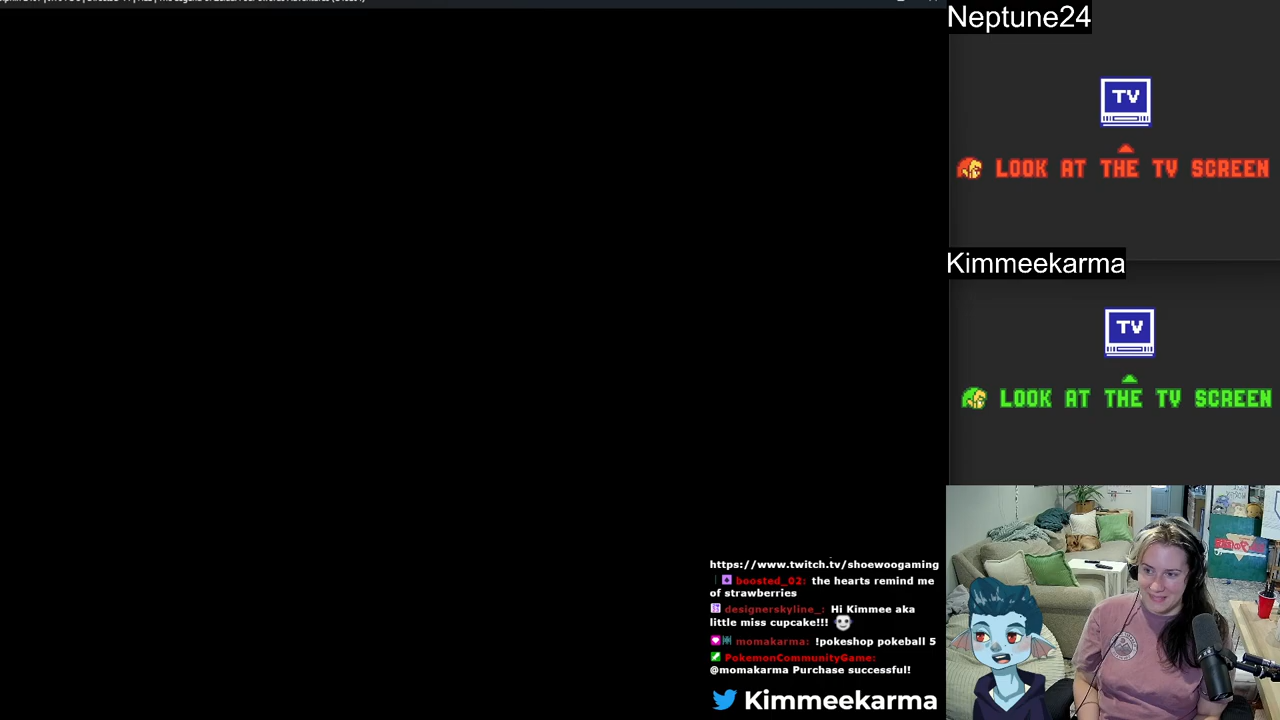 Neptune24
TV
LOOK AT THE TV SCREEN
Kimmeekarma
TV
LOOK AT THE TV SCREEN
https://www.twitch.tv/shoewoogaming
boosted_02: the hearts remind me
of strawberries
designerskyline_: Hi Kimmee aka
little miss cupcake!!!
momakarma: !pokeshop pokeball 5
PokemonCommunityGame:
@momakarma Purchase successful!
Kimmeekarma